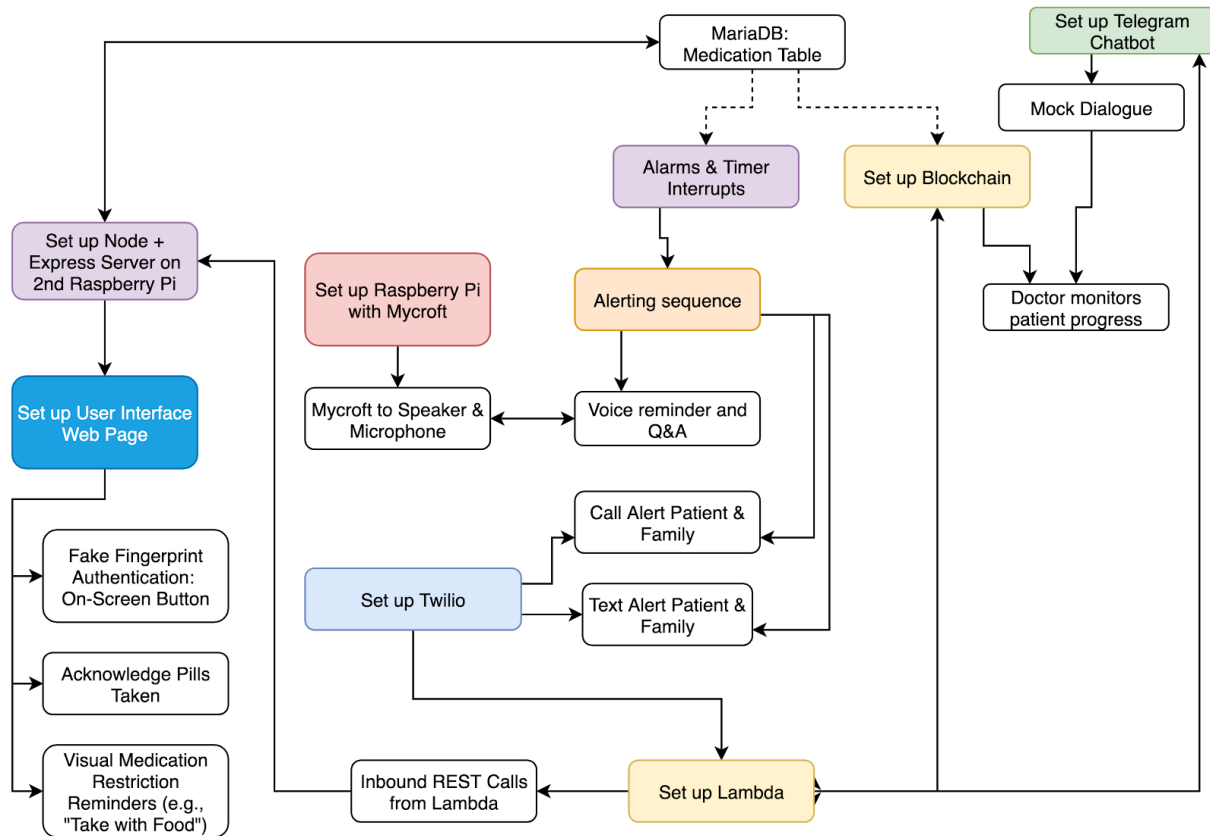 MariaDB:
Medication Table
Set up Telegram
Chatbot
Mock Dialogue
Alarms & Timer
Interrupts
Set up Blockchain
Set up Node +
Express Server on
2nd Raspberry Pi
Set up Raspberry Pi
with Mycroft
Alerting sequence
Doctor monitors
patient progress
Set up User Interface
Web Page
Mycroft to Speaker &
Microphone
Voice reminder and
Q&A
Fake Fingerprint
Authentication:
On-Screen Button
Call Alert Patient &
Family
Set up Twilio
Text Alert Patient &
Family
Acknowledge Pills
Taken
Visual Medication
Restriction
Reminders (e.g.,
"Take with Food")
Inbound REST Calls
from Lambda
Set up Lambda